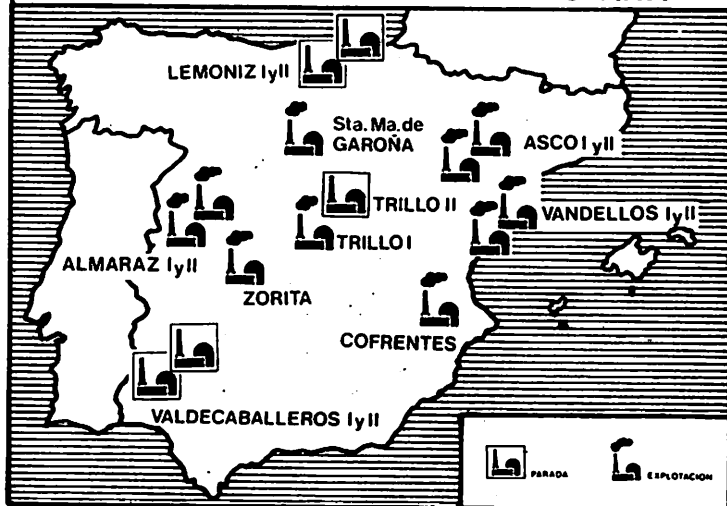 LEMONIZ I y II
Sta. Ma. de
GAROÑA
ASCO I y II
TRILLO II
VANDELLOS I y II
TRILLO I
ALMARAZ I y II
ZORITA
COFRENTES
VALDECABALLEROS I y II
PARADA
EXPLOTACION